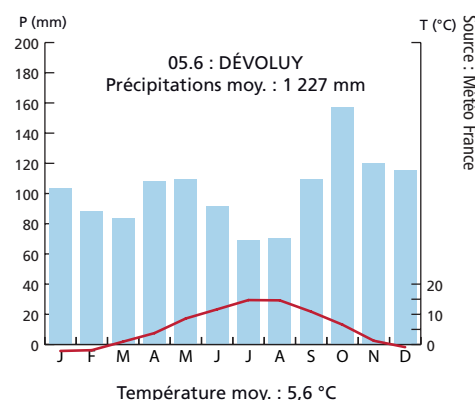 P (mm)
T (°C)
05.6 : DÉVOLUY
Précipitations moy. : 1 227 mm
200
180
160
140
120
100
80
60
40
20
0
20
10
0
J F M A M J J A S O N D
Température moy. : 5,6 °C
Source : Météo France